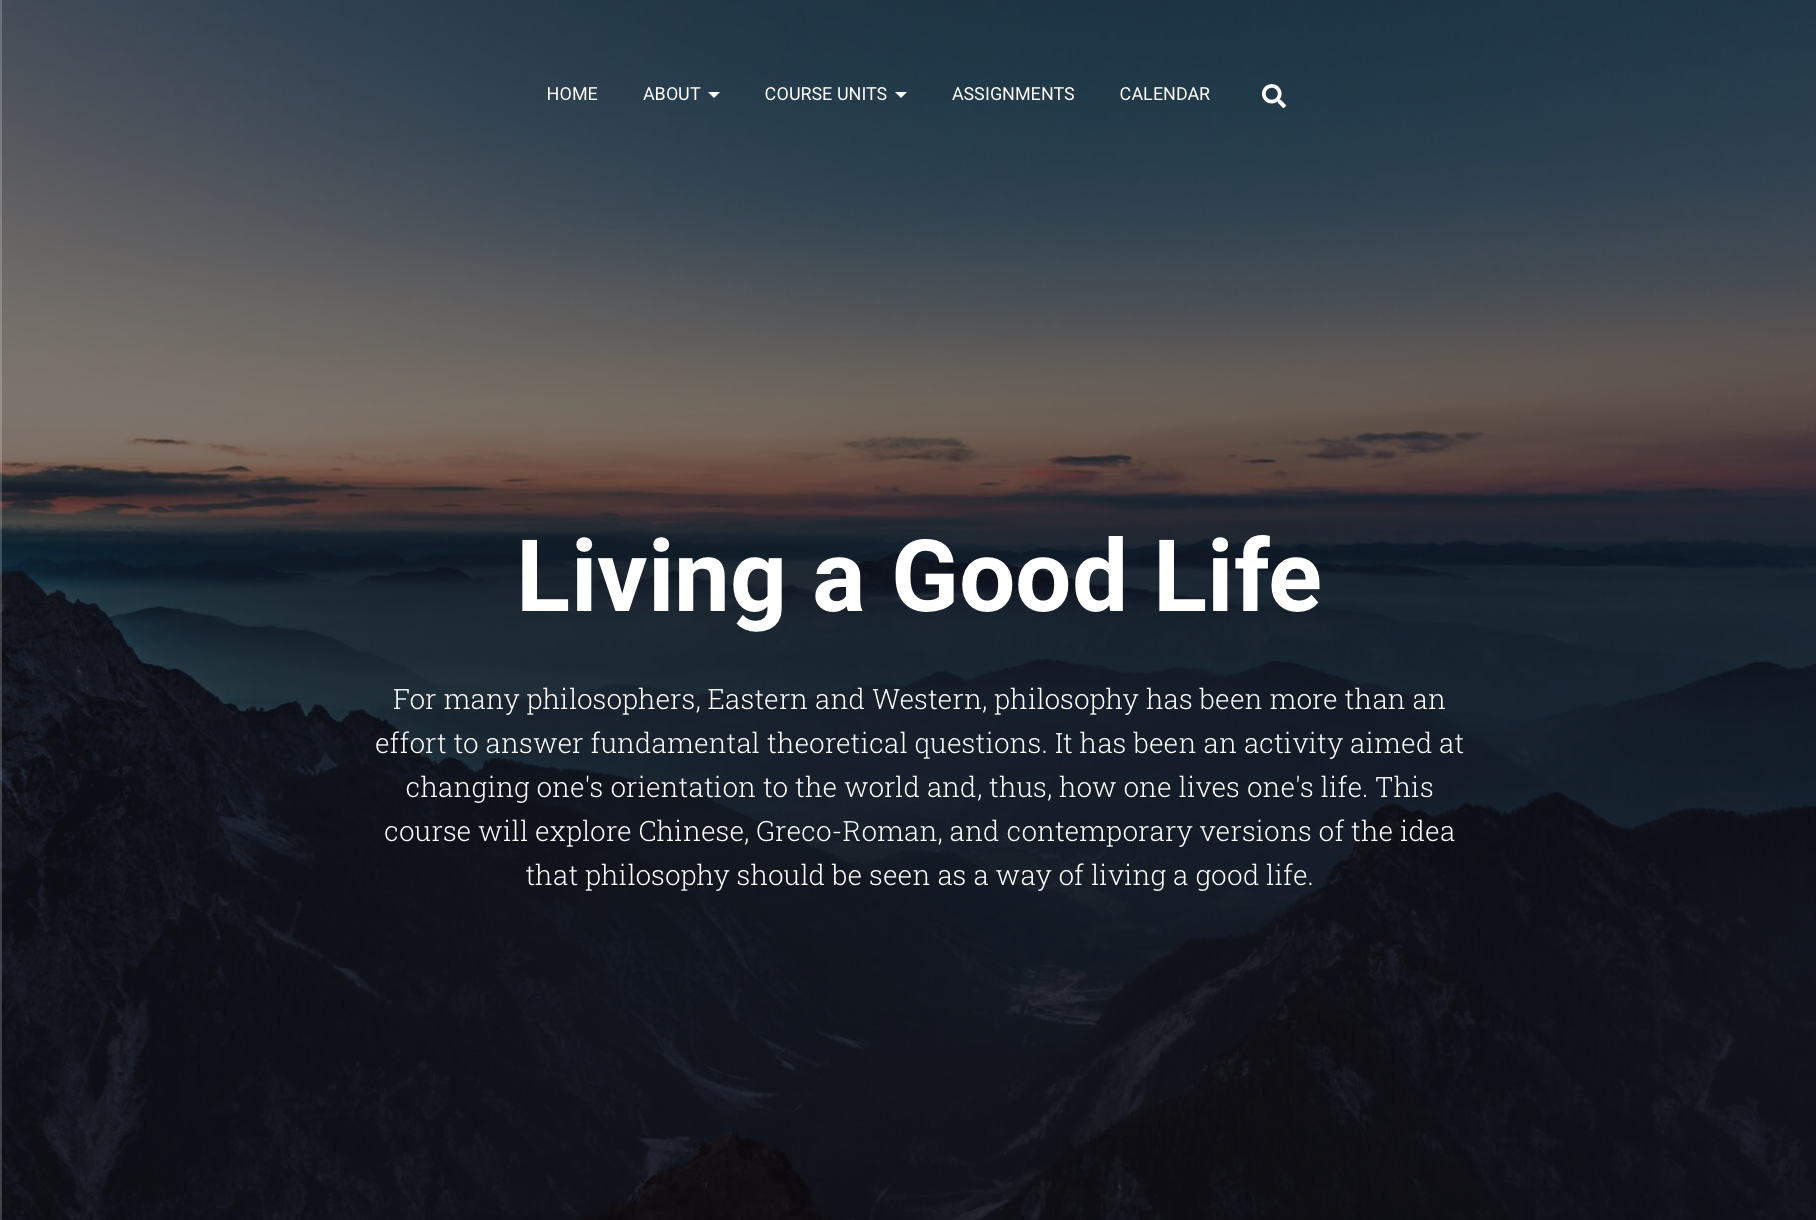 HOME ABOUT COURSE UNITS ASSIGNMENTS CALENDAR
Living a Good Life
For many philosophers, Eastern and Western, philosophy has been more than an
effort to answer fundamental theoretical questions. It has been an activity aimed at
changing one's orientation to the world and, thus, how one lives one's life. This
course will explore Chinese, Greco-Roman, and contemporary versions of the idea
that philosophy should be seen as a way of living a good life.